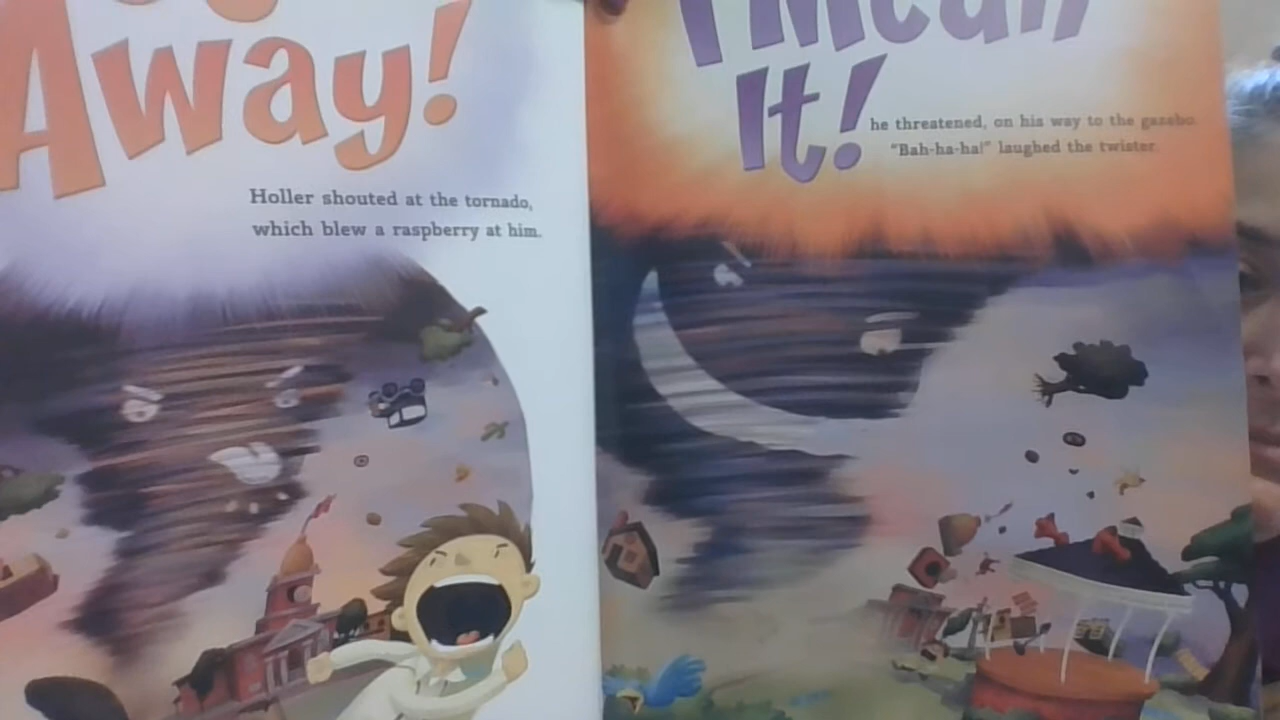 Away!
Holler shouted at the tornado,
which blew a raspberry at him.
I Mean
It!
he threatened, on his way to the gazebo.
"Bah-ha-ha!" laughed the twister.